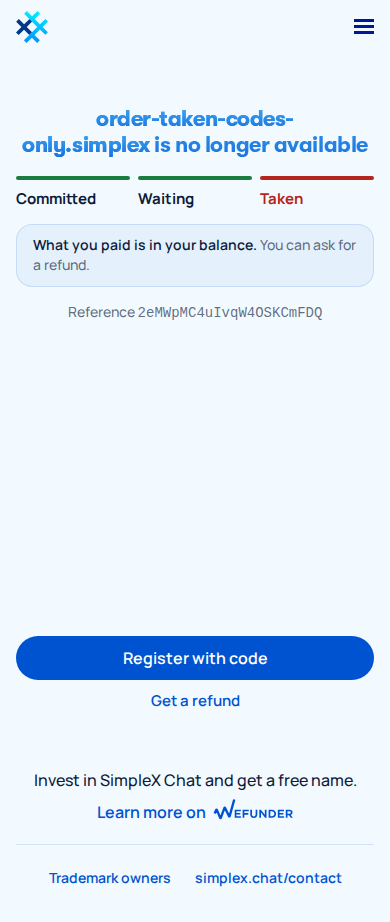 order-taken-codes-
only.simplex is no longer available
Committed Waiting Taken
What you paid is in your balance. You can ask for
a refund.
Reference 2eMWpMC4uIvqW4OSKCmFDQ
Register with code
Get a refund
Invest in SimpleX Chat and get a free name.
Learn more on WEFUNDER
Trademark owners simplex.chat/contact